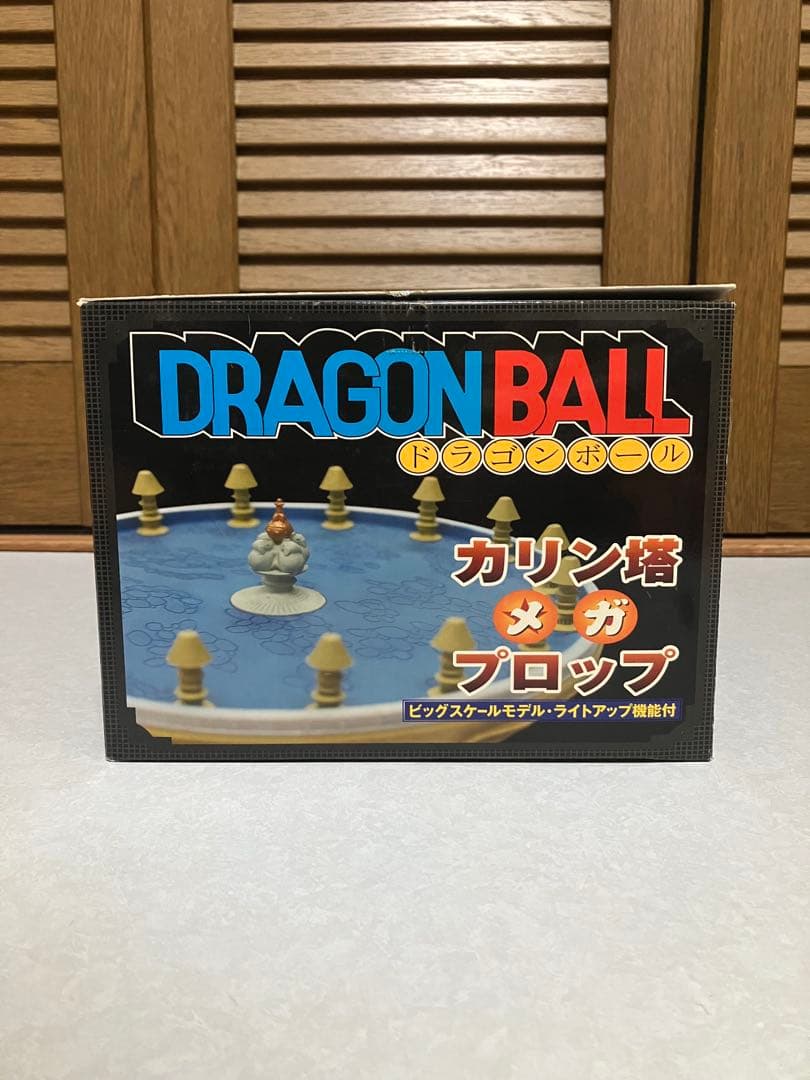 DRAGON BALL
ドラゴンボール
カリン塔
メガ
プロップ
ビッグスケールモデル・ライトアップ機能付